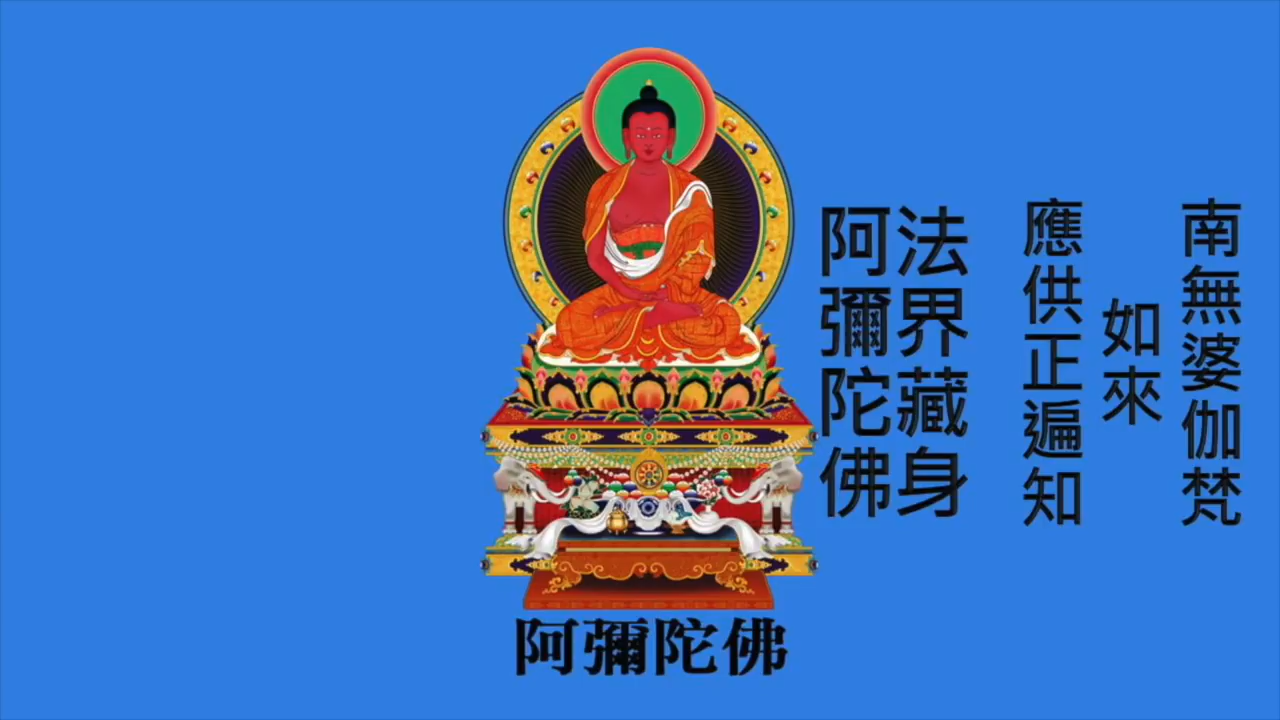 南無婆伽梵
如來
應供正遍知
法界藏身
阿彌陀佛
阿彌陀佛